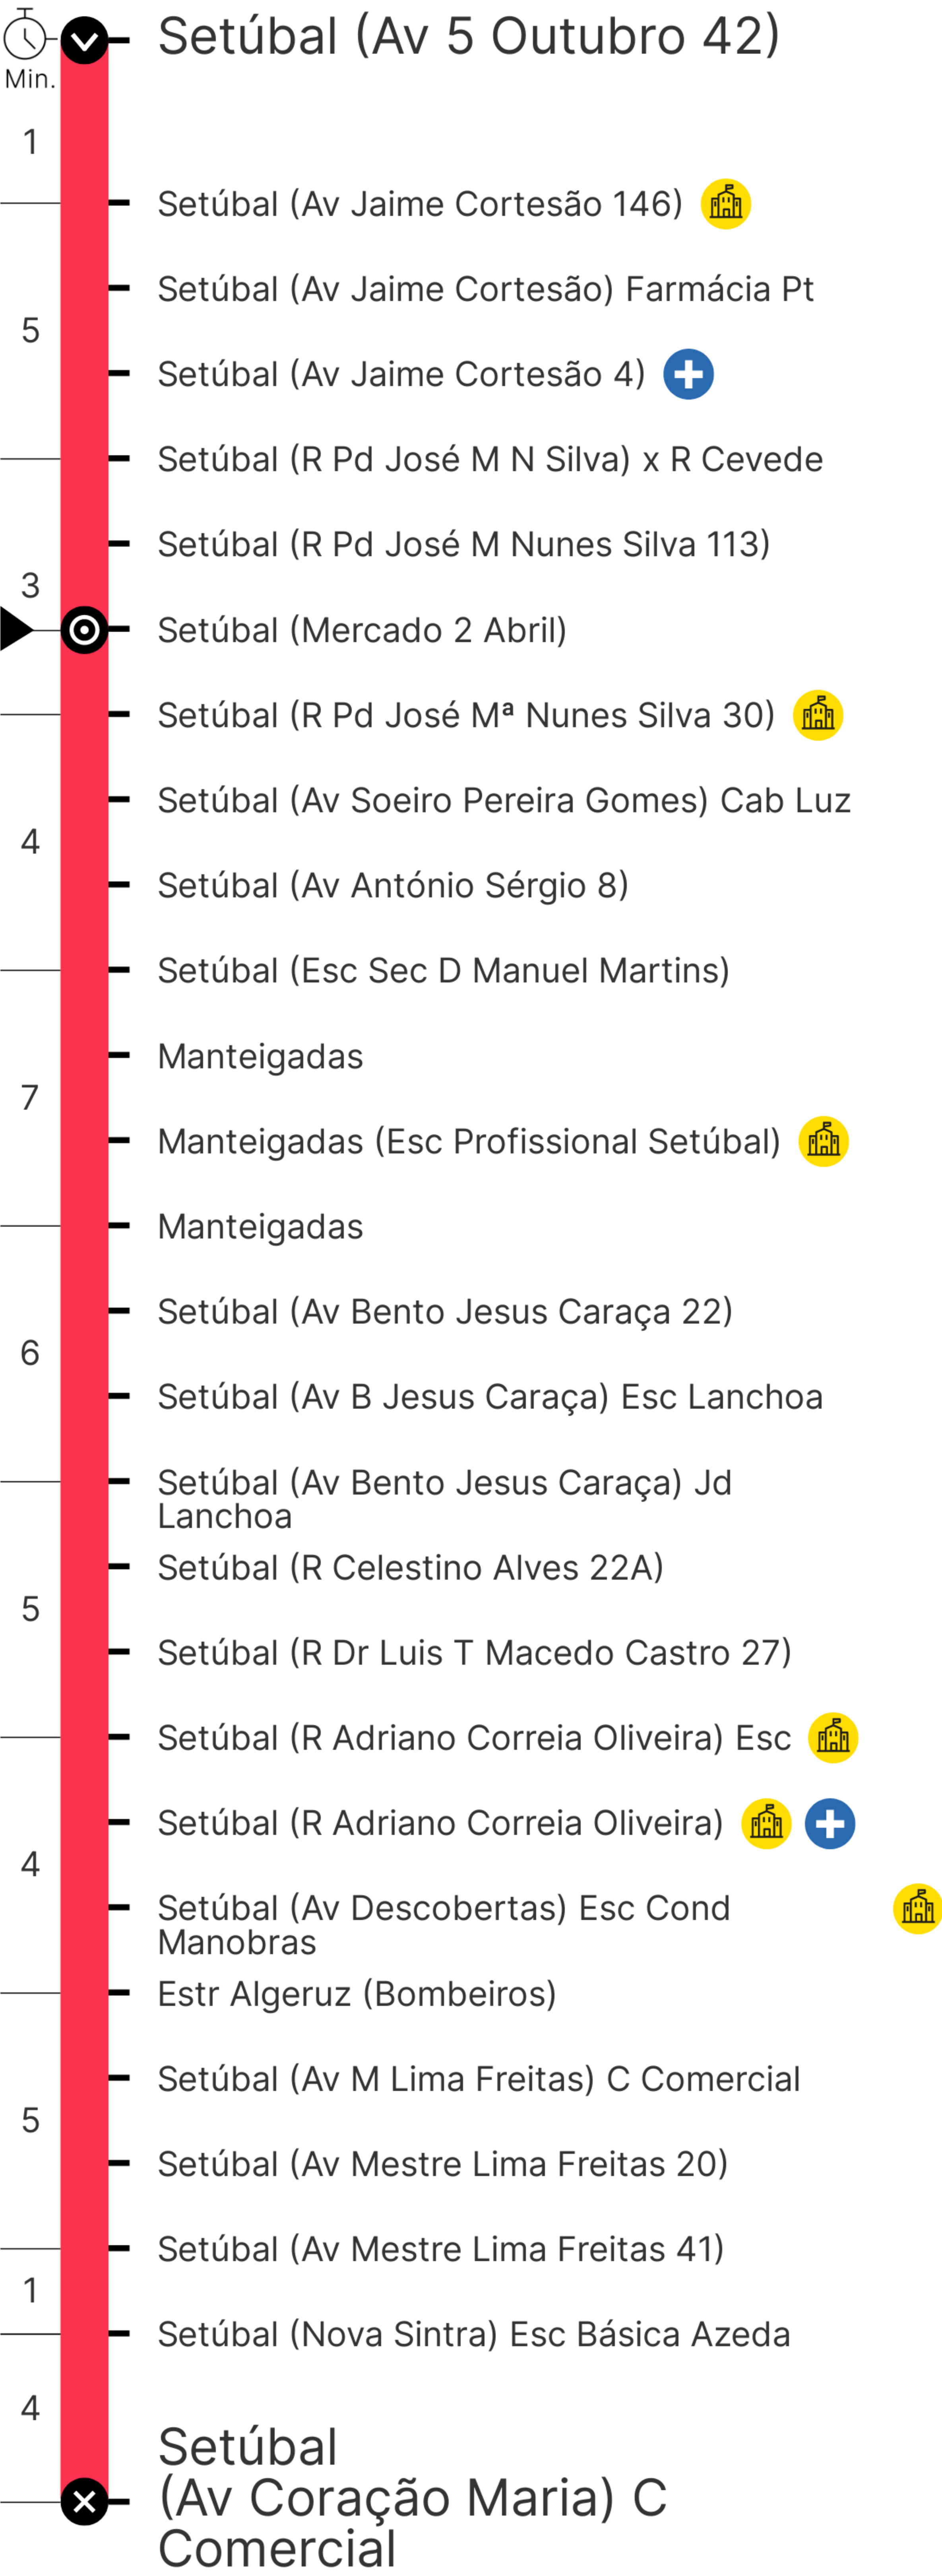 Setúbal (Av 5 Outubro 42)
Min.
1
Setúbal (Av Jaime Cortesão 146)
Setúbal (Av Jaime Cortesão) Farmácia Pt
5
Setúbal (Av Jaime Cortesão 4)
Setúbal (R Pd José M N Silva) x R Cevede
Setúbal (R Pd José M Nunes Silva 113)
3
Setúbal (Mercado 2 Abril)
Setúbal (R Pd José Mª Nunes Silva 30)
Setúbal (Av Soeiro Pereira Gomes) Cab Luz
4
Setúbal (Av António Sérgio 8)
Setúbal (Esc Sec D Manuel Martins)
Manteigadas
7
Manteigadas (Esc Profissional Setúbal)
Manteigadas
Setúbal (Av Bento Jesus Caraça 22)
6
Setúbal (Av B Jesus Caraça) Esc Lanchoa
Setúbal (Av Bento Jesus Caraça) Jd
Lanchoa
Setúbal (R Celestino Alves 22A)
5
Setúbal (R Dr Luis T Macedo Castro 27)
Setúbal (R Adriano Correia Oliveira) Esc
Setúbal (R Adriano Correia Oliveira)
4
Setúbal (Av Descobertas) Esc Cond
Manobras
Estr Algeruz (Bombeiros)
Setúbal (Av M Lima Freitas) C Comercial
5
Setúbal (Av Mestre Lima Freitas 20)
Setúbal (Av Mestre Lima Freitas 41)
1
Setúbal (Nova Sintra) Esc Básica Azeda
4
Setúbal
(Av Coração Maria) C
Comercial